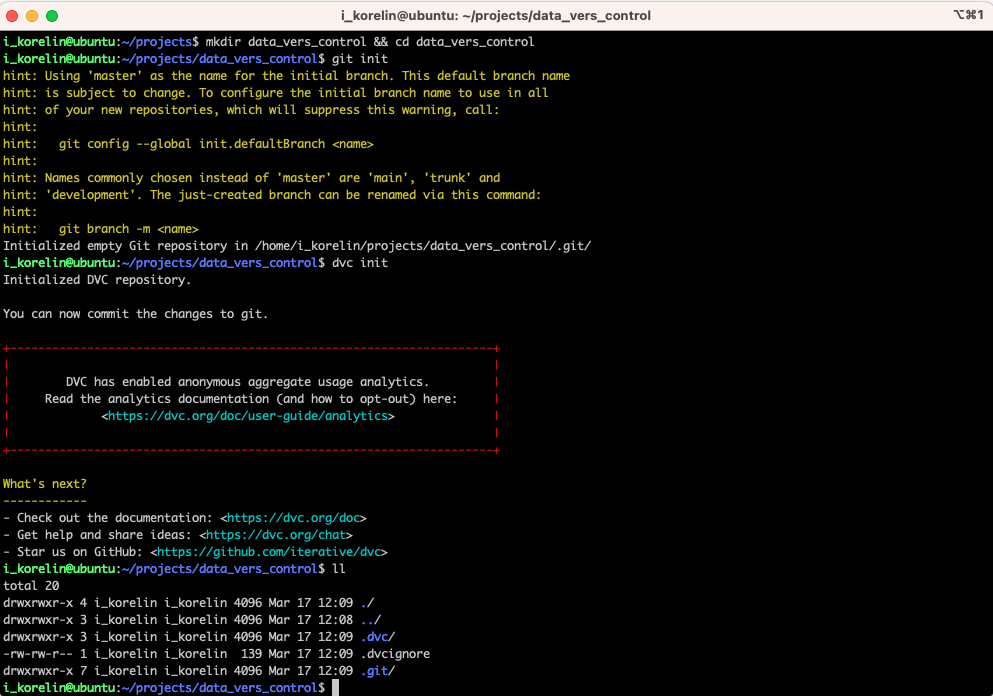 i_korelin@ubuntu: ~/projects/data_vers_control
⌥⌘1
i_korelin@ubuntu:~/projects$ mkdir data_vers_control && cd data_vers_control
i_korelin@ubuntu:~/projects/data_vers_control$ git init
hint: Using 'master' as the name for the initial branch. This default branch name
hint: is subject to change. To configure the initial branch name to use in all
hint: of your new repositories, which will suppress this warning, call:
hint:
hint:   git config --global init.defaultBranch <name>
hint:
hint: Names commonly chosen instead of 'master' are 'main', 'trunk' and
hint: 'development'. The just-created branch can be renamed via this command:
hint:
hint:   git branch -m <name>
Initialized empty Git repository in /home/i_korelin/projects/data_vers_control/.git/
i_korelin@ubuntu:~/projects/data_vers_control$ dvc init
Initialized DVC repository.
You can now commit the changes to git.
+---------------------------------------------------------------------+
|                                                                     |
|        DVC has enabled anonymous aggregate usage analytics.         |
|     Read the analytics documentation (and how to opt-out) here:     |
|             <https://dvc.org/doc/user-guide/analytics>              |
|                                                                     |
+---------------------------------------------------------------------+
What's next?
------------
- Check out the documentation: <https://dvc.org/doc>
- Get help and share ideas: <https://dvc.org/chat>
- Star us on GitHub: <https://github.com/iterative/dvc>
i_korelin@ubuntu:~/projects/data_vers_control$ ll
total 20
drwxrwxr-x 4 i_korelin i_korelin 4096 Mar 17 12:09 ./
drwxrwxr-x 3 i_korelin i_korelin 4096 Mar 17 12:08 ../
drwxrwxr-x 3 i_korelin i_korelin 4096 Mar 17 12:09 .dvc/
-rw-rw-r-- 1 i_korelin i_korelin  139 Mar 17 12:09 .dvcignore
drwxrwxr-x 7 i_korelin i_korelin 4096 Mar 17 12:09 .git/
i_korelin@ubuntu:~/projects/data_vers_control$